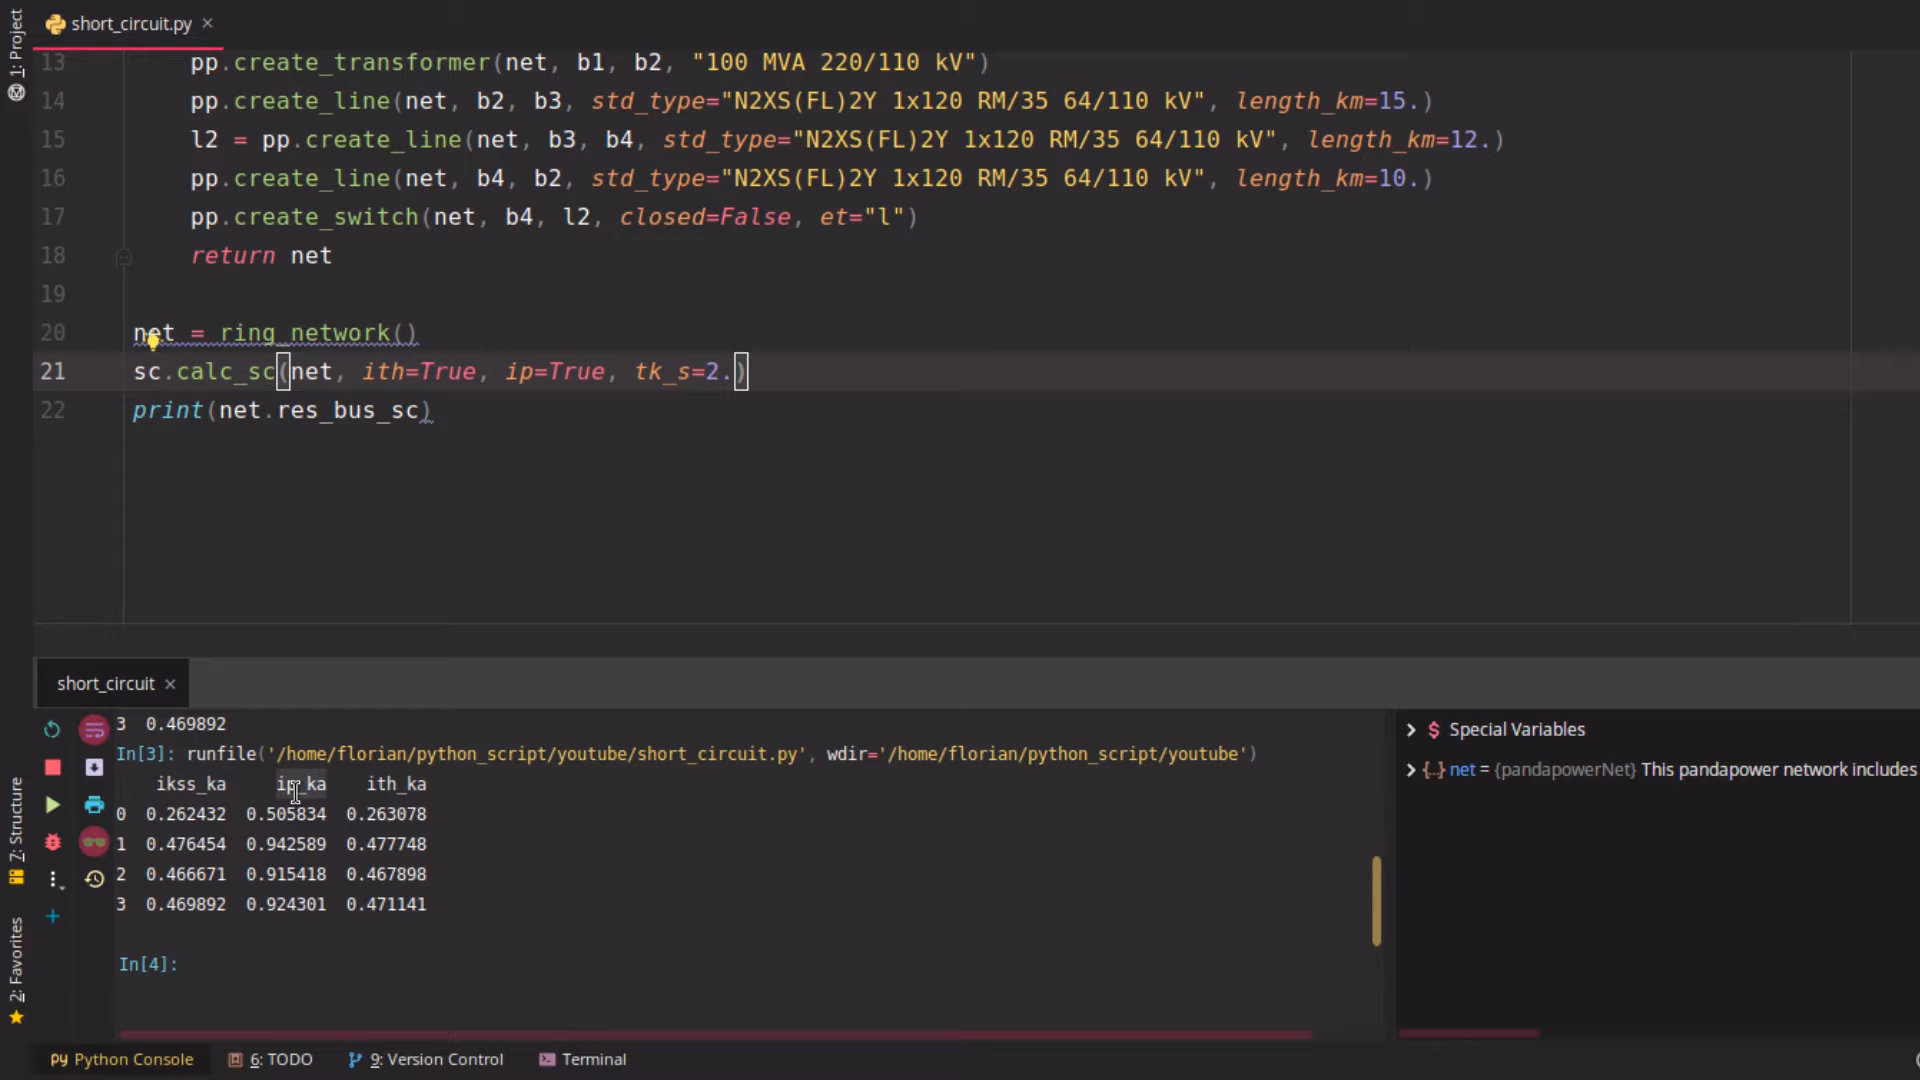 1: Project
short_circuit.py ×
13 pp.create_transformer(net, b1, b2, "100 MVA 220/110 kV")
14 pp.create_line(net, b2, b3, std_type="N2XS(FL)2Y 1x120 RM/35 64/110 kV", length_km=15.)
15 l2 = pp.create_line(net, b3, b4, std_type="N2XS(FL)2Y 1x120 RM/35 64/110 kV", length_km=12.)
16 pp.create_line(net, b4, b2, std_type="N2XS(FL)2Y 1x120 RM/35 64/110 kV", length_km=10.)
17 pp.create_switch(net, b4, l2, closed=False, et="l")
18 return net
19
20 net = ring_network()
21 sc.calc_sc(net, ith=True, ip=True, tk_s=2.)
22 print(net.res_bus_sc)
short_circuit ×
3 0.469892
In[3]: runfile('/home/florian/python_script/youtube/short_circuit.py', wdir='/home/florian/python_script/youtube')
ikss_ka ip_ka ith_ka
0 0.262432 0.505834 0.263078
1 0.476454 0.942589 0.477748
2 0.466671 0.915418 0.467898
3 0.469892 0.924301 0.471141
In[4]:
Special Variables
net = {pandapowerNet} This pandapower network includes
7: Structure
2: Favorites
Python Console
6: TODO
9: Version Control
Terminal